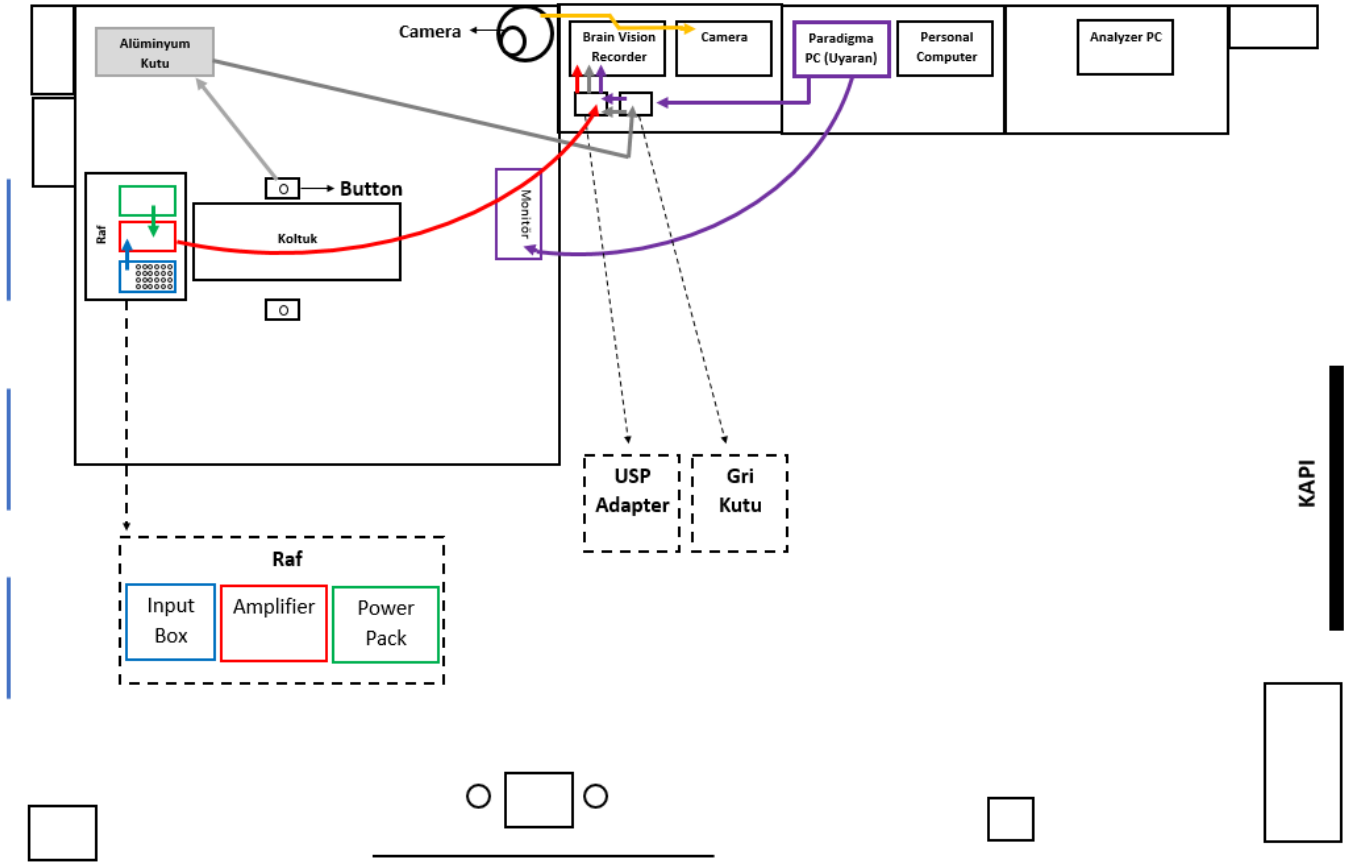 Alüminyum
Kutu
Camera
Brain Vision
Recorder
Camera
Paradigma
PC (Uyaran)
Personal
Computer
Analyzer PC
Button
Raf
Koltuk
Monitör
USP
Adapter
Gri
Kutu
KAPI
Raf
Input
Box
Amplifier
Power
Pack